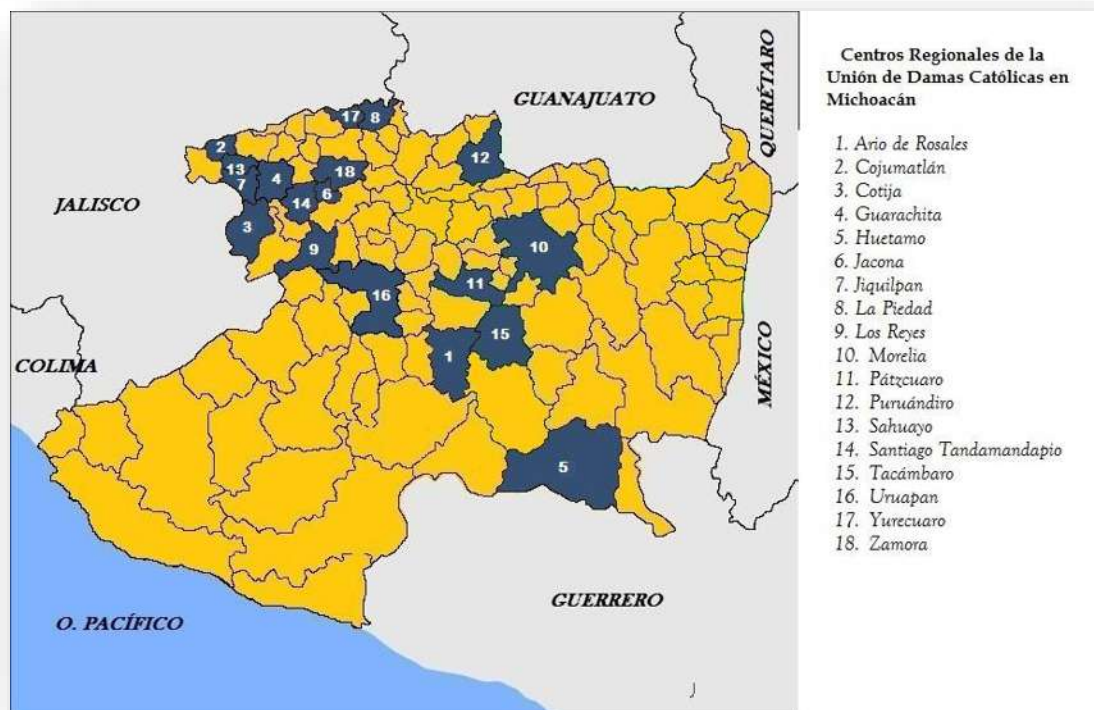 GUANAJUATO
QUERÉTARO
JALISCO
COLIMA
MÉXICO
GUERRERO
O. PACÍFICO
17
8
2
12
13
7
4
18
14
6
3
9
10
16
11
15
1
5
Centros Regionales de la
Unión de Damas Católicas en
Michoacán
1. Ario de Rosales
2. Cojumatlán
3. Cotija
4. Guarachita
5. Huetamo
6. Jacona
7. Jiquilpan
8. La Piedad
9. Los Reyes
10. Morelia
11. Pátzcuaro
12. Puruándiro
13. Sahuayo
14. Santiago Tandamandapio
15. Tacámbaro
16. Uruapan
17. Yurecuaro
18. Zamora